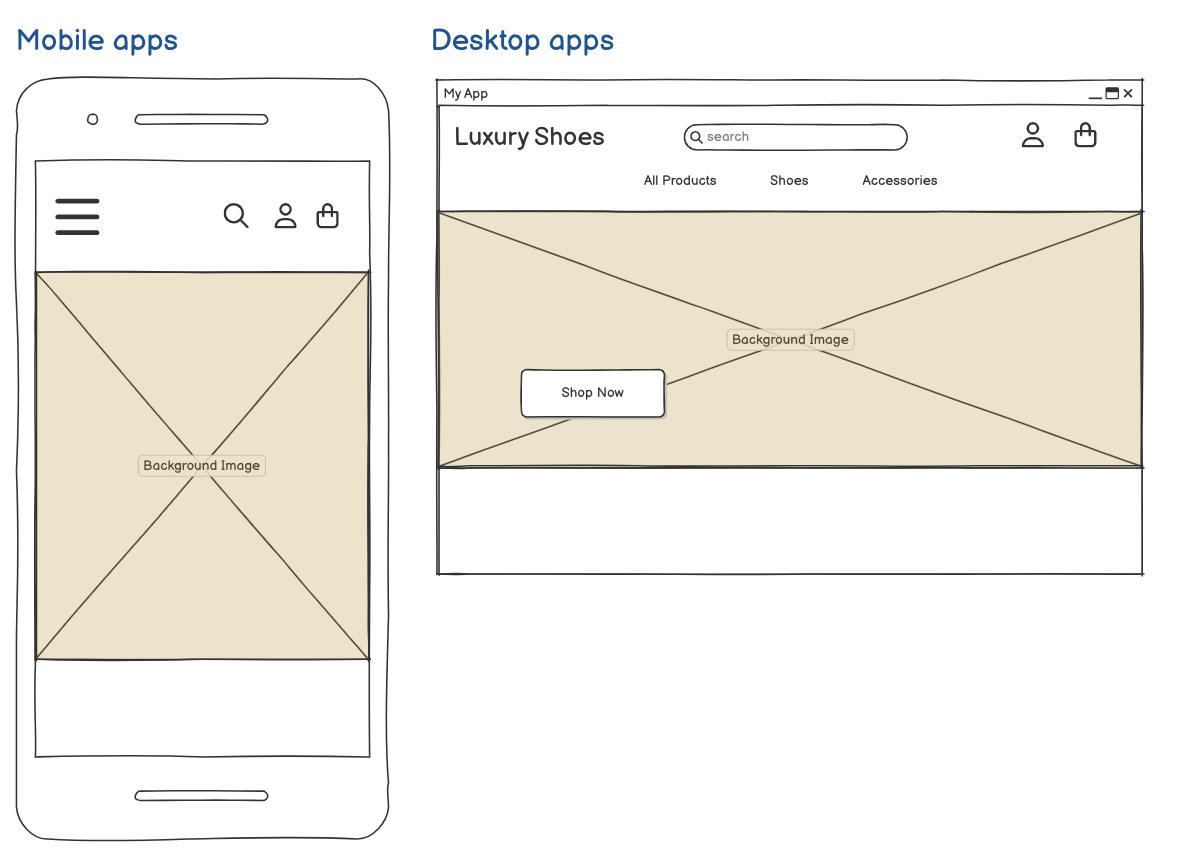 Mobile apps
Desktop apps
My App
Luxury Shoes
search
All Products
Shoes
Accessories
Background Image
Shop Now
Background Image